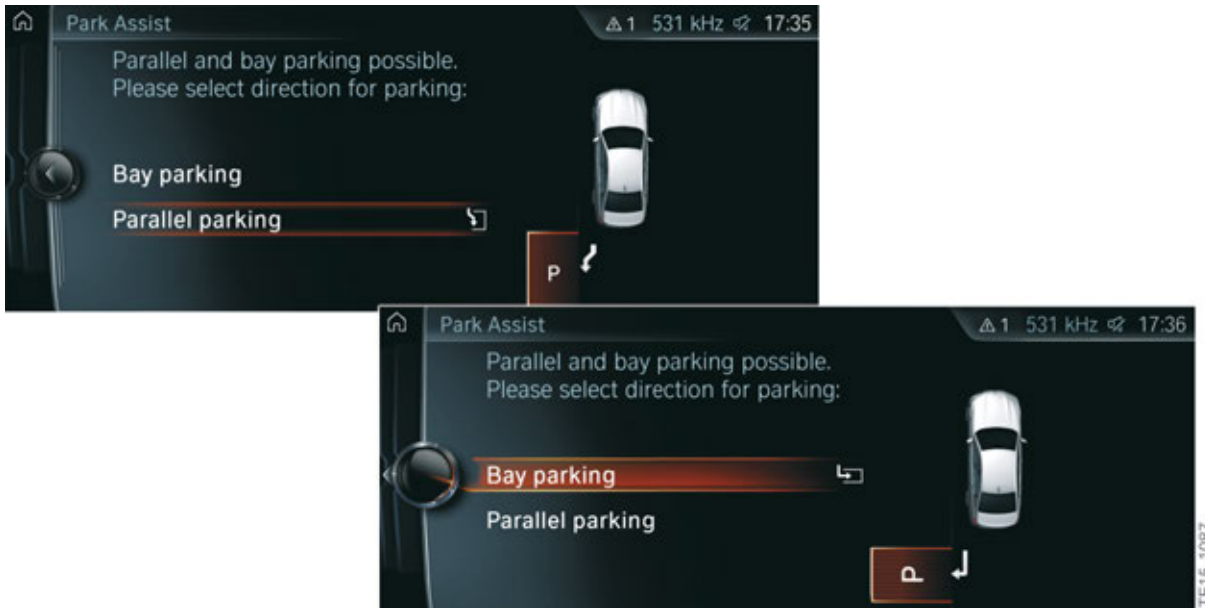 Park Assist
1 531 kHz 17:35
Parallel and bay parking possible.
Please select direction for parking:
Bay parking
Parallel parking
P
Park Assist
1 531 kHz 17:36
Parallel and bay parking possible.
Please select direction for parking:
Bay parking
Parallel parking
P
TE15-1087